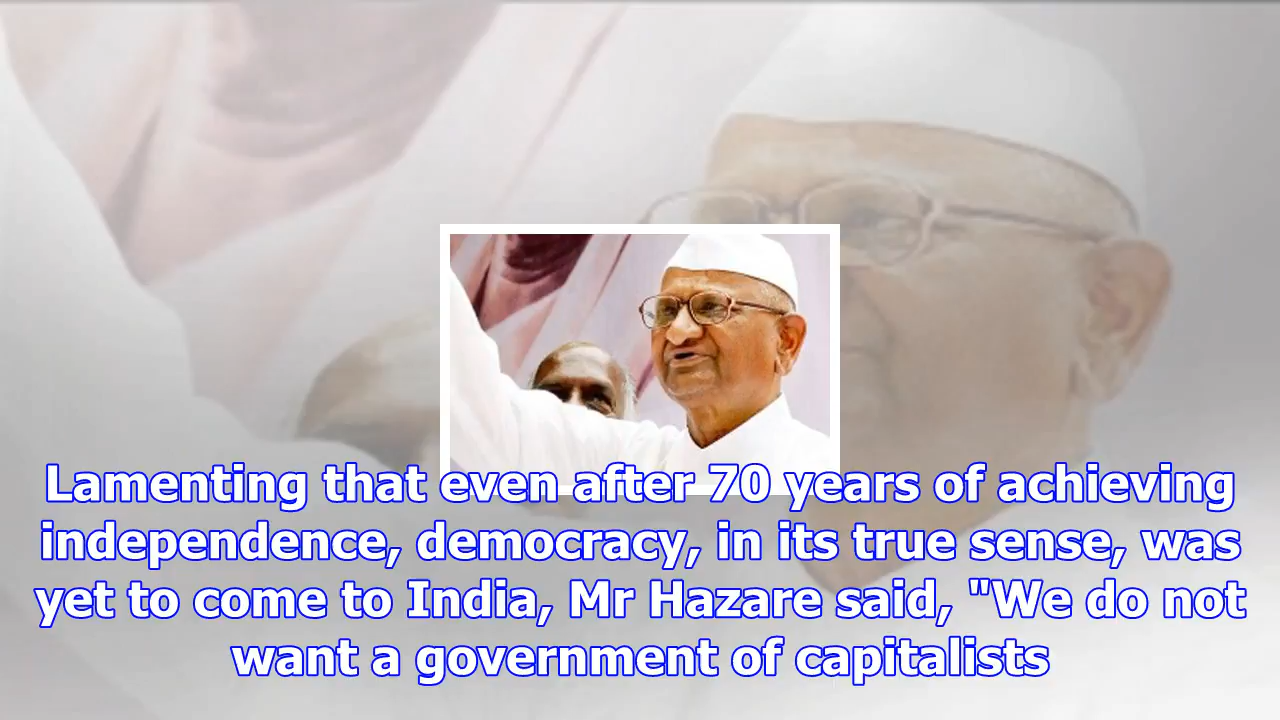 Lamenting that even after 70 years of achieving
independence, democracy, in its true sense, was
yet to come to India, Mr Hazare said, "We do not
want a government of capitalists